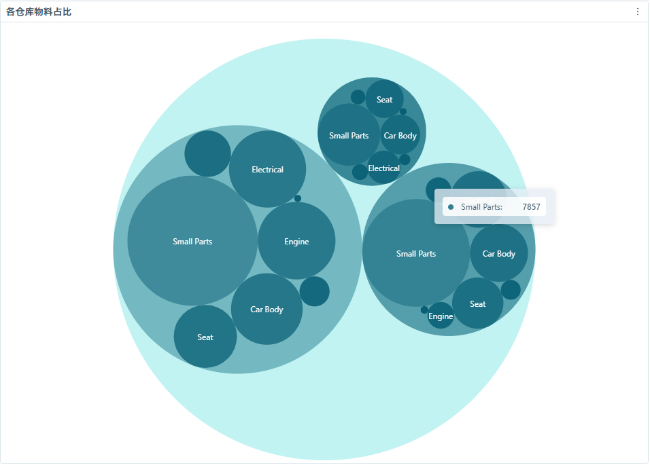 各仓库物料占比
Seat
Small Parts
Car Body
Electrical
Electrical
Small Parts
Engine
Car Body
Seat
Small Parts: 7857
Small Parts
Car Body
Seat
Engine